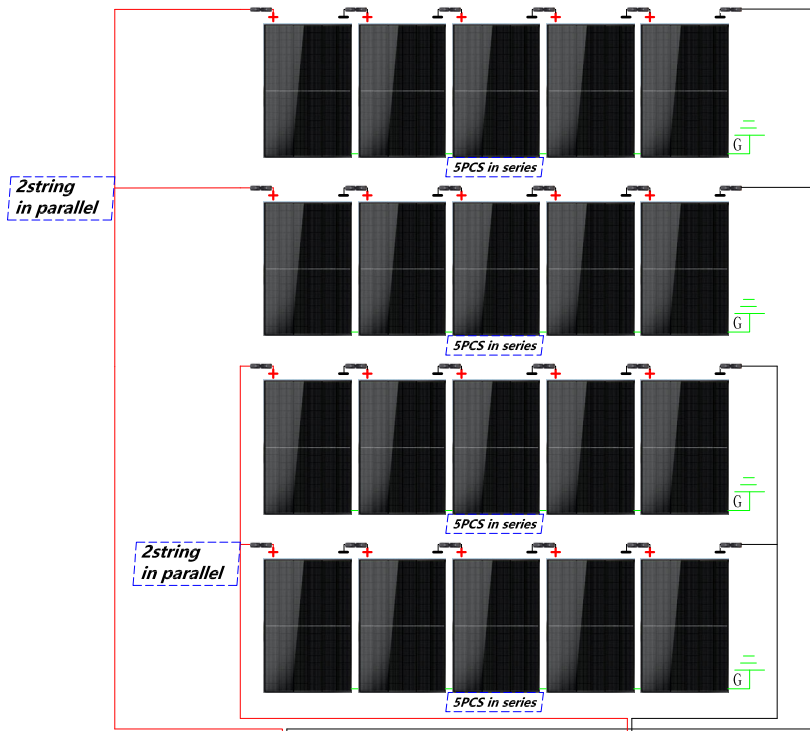 G
5PCS in series
2string
in parallel
G
5PCS in series
G
5PCS in series
2string
in parallel
G
5PCS in series